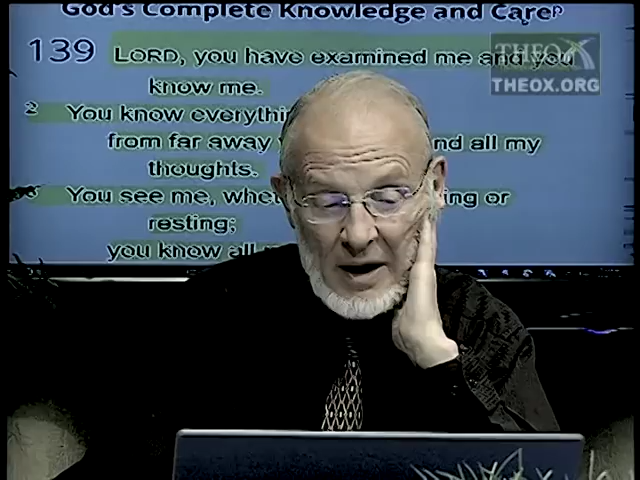 God's Complete Knowledge and Care
139 LORD, you have examined me and you
know me.
2 You know everythi
from far away nd all my
thoughts.
You see me, whe ing or
resting;
you know all
THEOX
THEOX.ORG